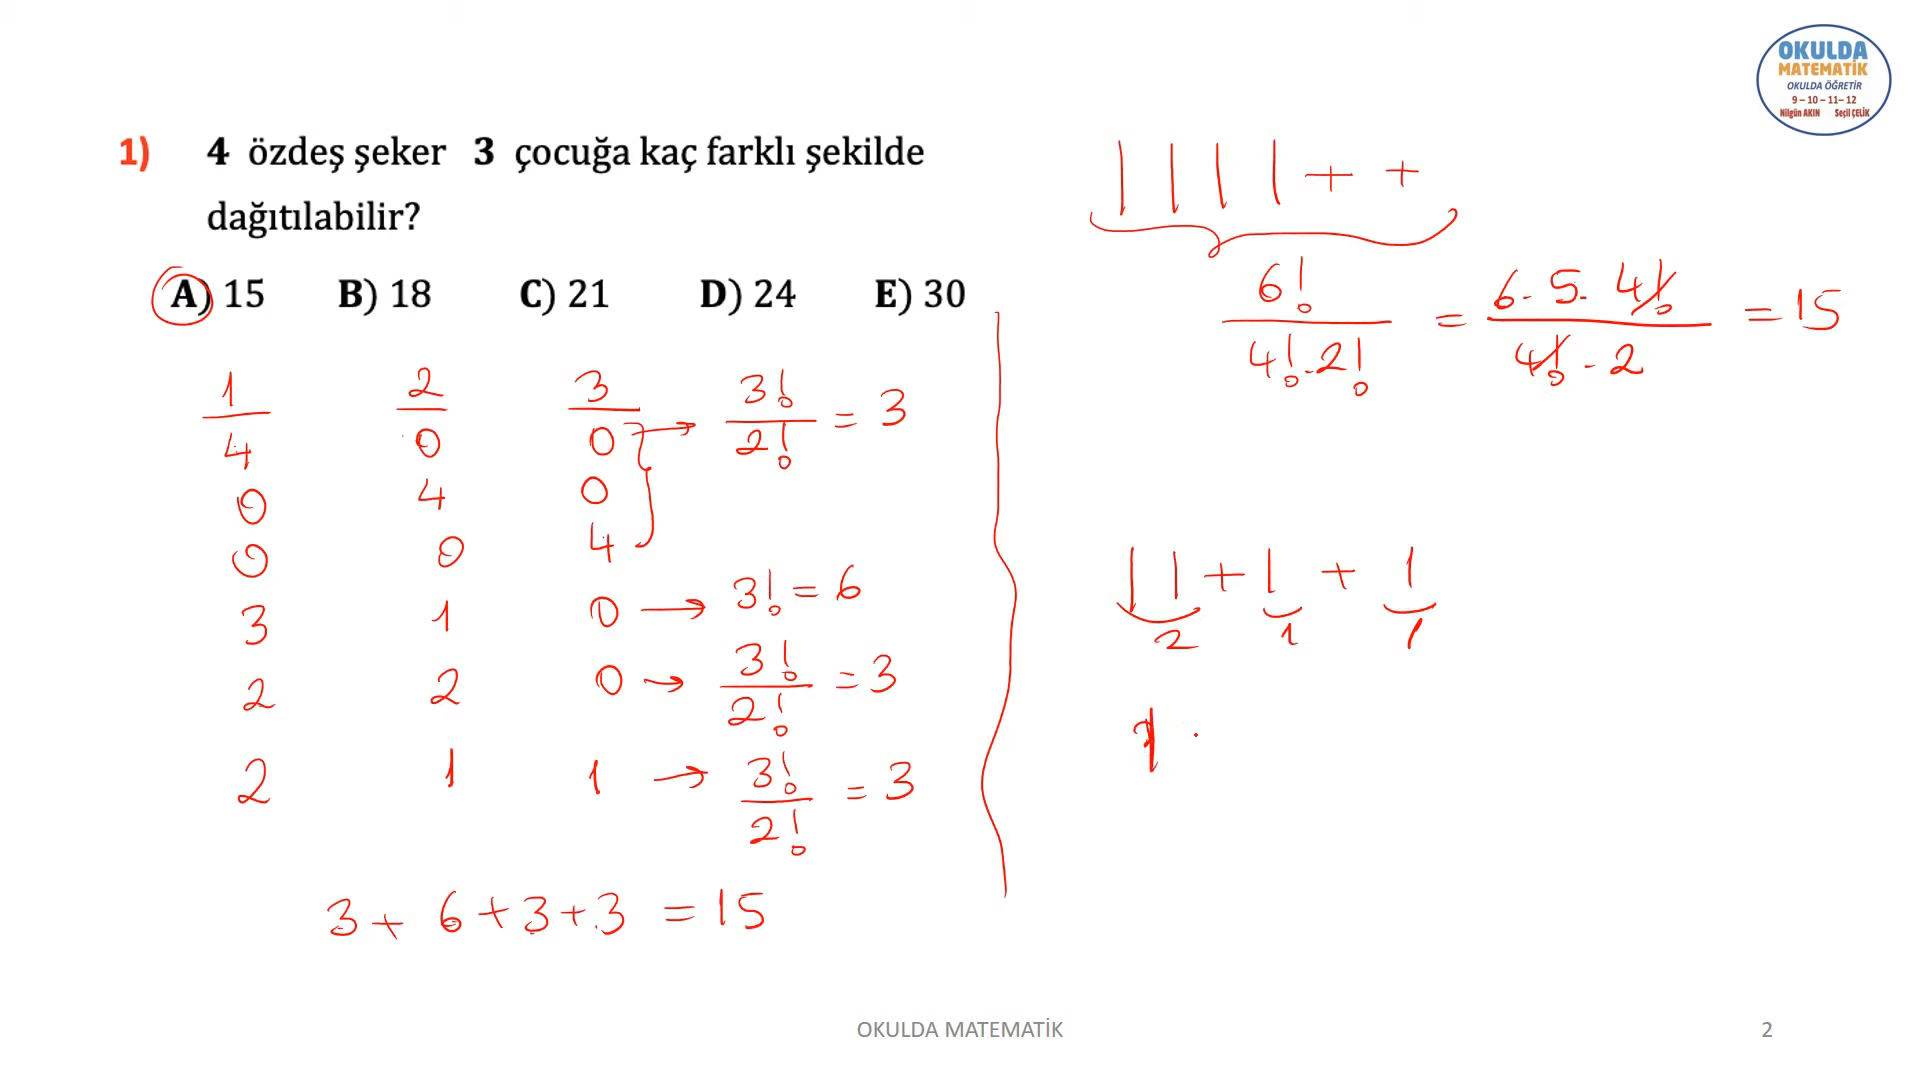 OKULDA
MATEMATİK
OKULDA ÖĞRETİR
9 – 10 – 11– 12
Nilgün AKIN Seçil ÇELİK
1) 4 özdeş şeker 3 çocuğa kaç farklı şekilde
dağıtılabilir?
A) 15 B) 18 C) 21 D) 24 E) 30
1 2 3
4 0 0 → 3!/2! = 3
0 4 0
0 0 4
3 1 0 → 3! = 6
2 2 0 → 3!/2! = 3
2 1 1 → 3!/2! = 3
3 + 6 + 3 + 3 = 15
| | | | + +
6!/4!.2! = 6.5.4!/4!.2 = 15
| | + | + |
2 1 1
OKULDA MATEMATİK
2